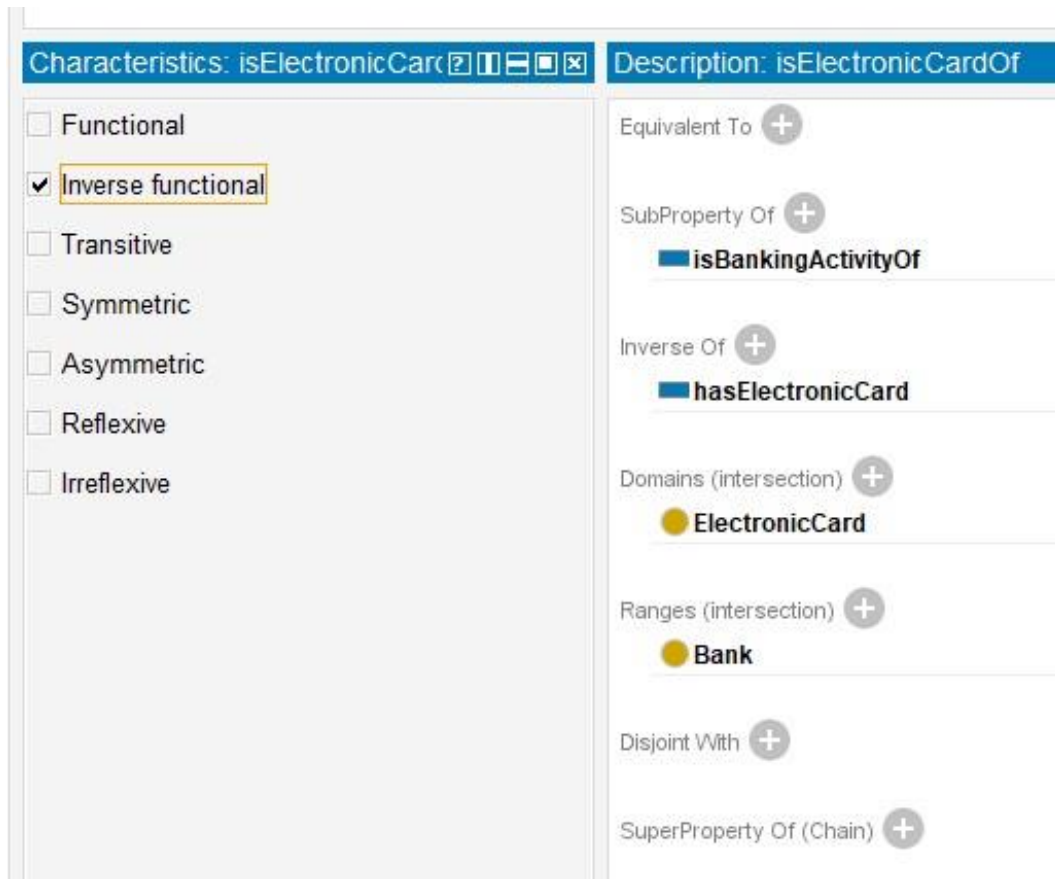 Characteristics: isElectronicCarc
Functional
Inverse functional
Transitive
Symmetric
Asymmetric
Reflexive
Irreflexive
Description: isElectronicCardOf
Equivalent To
SubProperty Of
isBankingActivityOf
Inverse Of
hasElectronicCard
Domains (intersection)
ElectronicCard
Ranges (intersection)
Bank
Disjoint With
SuperProperty Of (Chain)